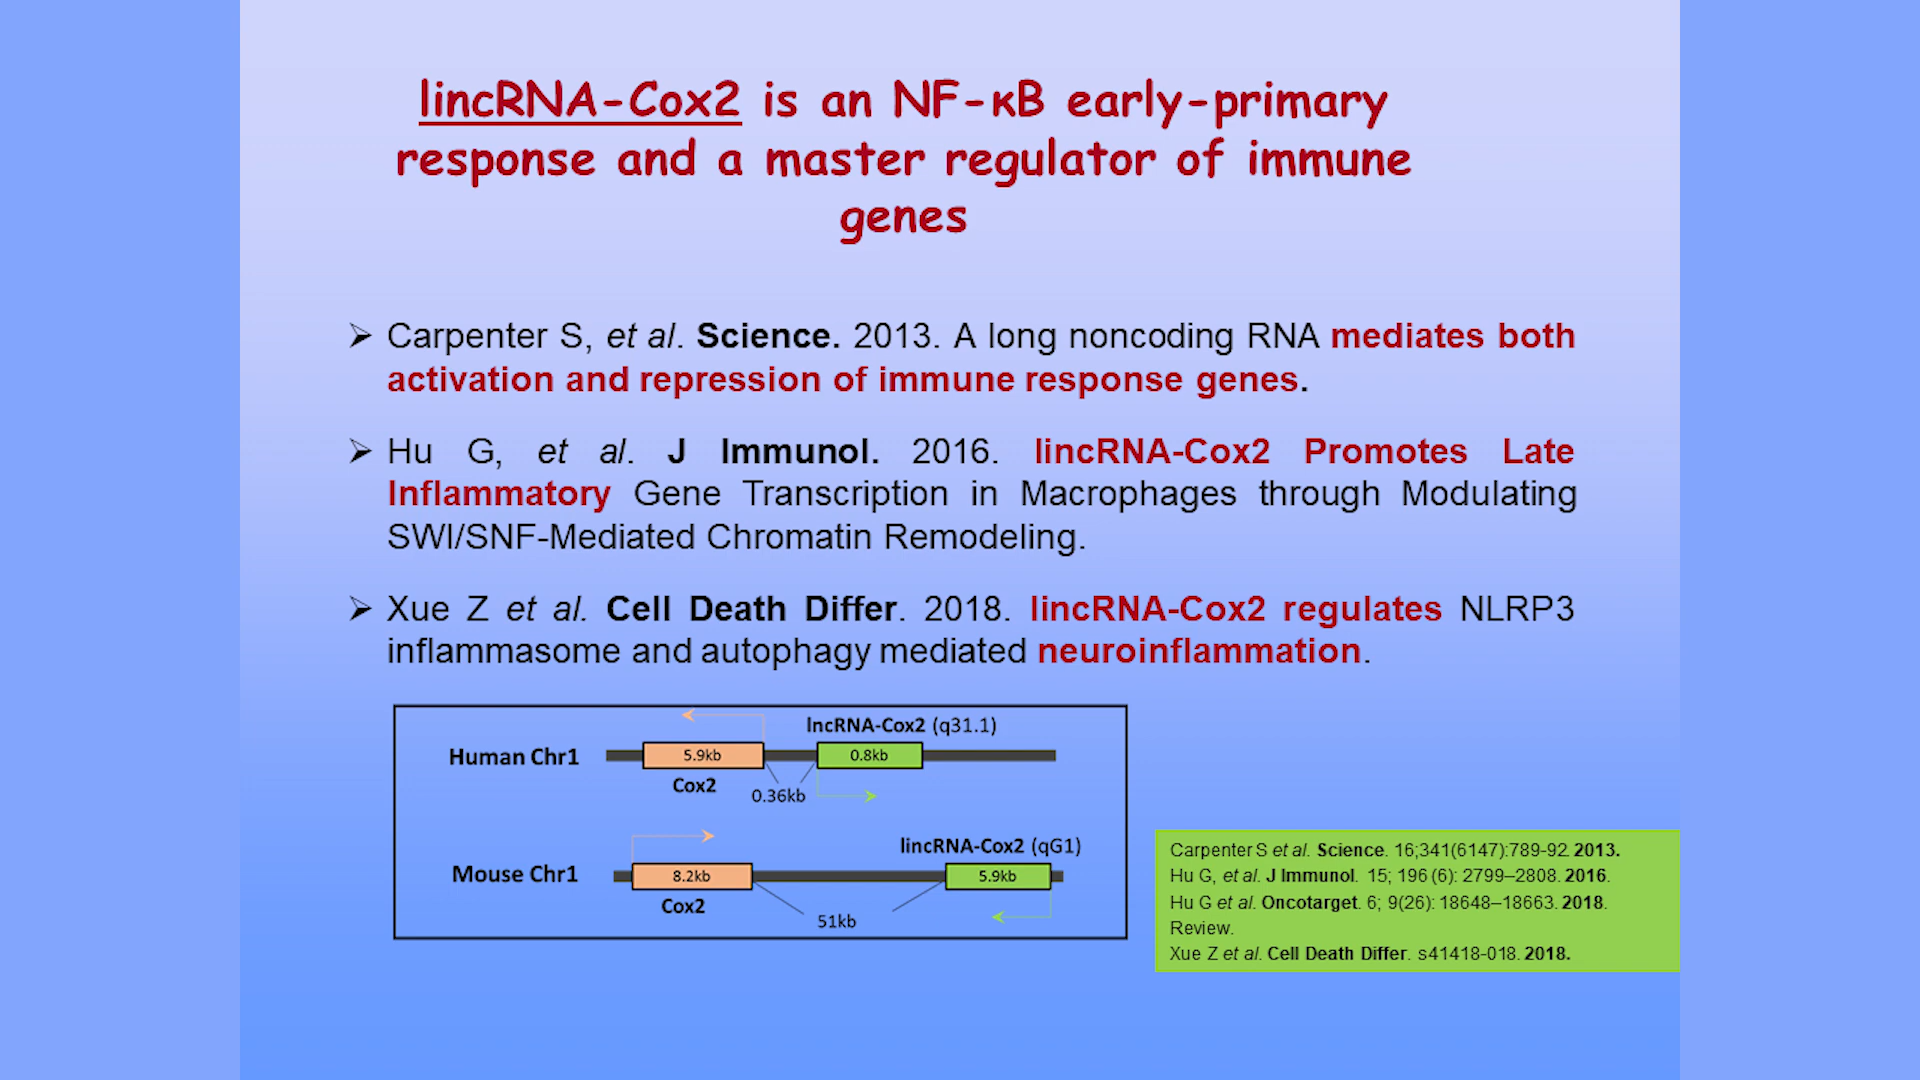 lincRNA-Cox2 is an NF-κB early-primary
response and a master regulator of immune
genes
➢ Carpenter S, et al. Science. 2013. A long noncoding RNA mediates both
activation and repression of immune response genes.
➢ Hu G, et al. J Immunol. 2016. lincRNA-Cox2 Promotes Late
Inflammatory Gene Transcription in Macrophages through Modulating
SWI/SNF-Mediated Chromatin Remodeling.
➢ Xue Z et al. Cell Death Differ. 2018. lincRNA-Cox2 regulates NLRP3
inflammasome and autophagy mediated neuroinflammation.
lncRNA-Cox2 (q31.1)
Human Chr1 5.9kb 0.8kb
Cox2 0.36kb
lincRNA-Cox2 (qG1)
Mouse Chr1 8.2kb 5.9kb
Cox2
51kb
Carpenter S et al. Science. 16;341(6147):789-92. 2013.
Hu G, et al. J Immunol. 15; 196 (6): 2799–2808. 2016.
Hu G et al. Oncotarget. 6; 9(26): 18648–18663. 2018.
Review.
Xue Z et al. Cell Death Differ. s41418-018. 2018.